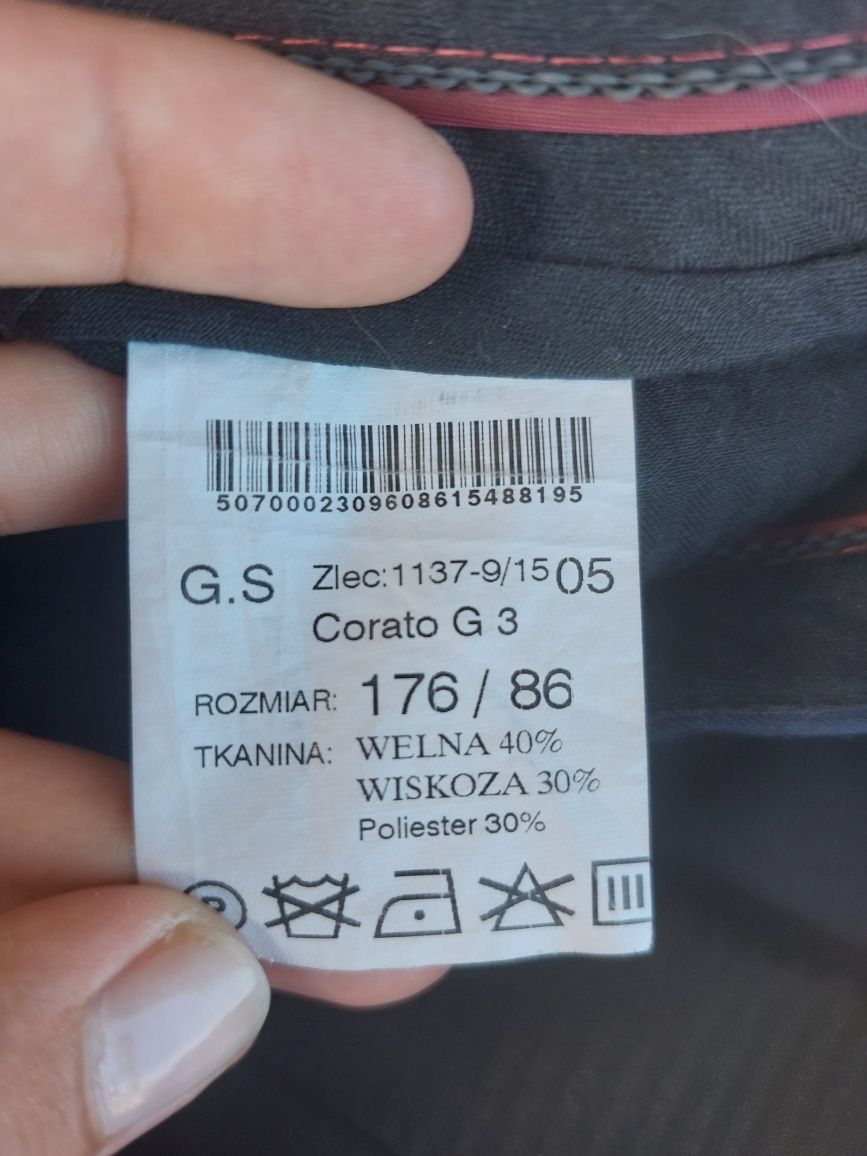 5070002309608615488195
G.S Zlec:1137-9/15 05
Corato G 3
ROZMIAR: 176 / 86
TKANINA: WELNA 40%
WISKOZA 30%
Poliester 30%
P